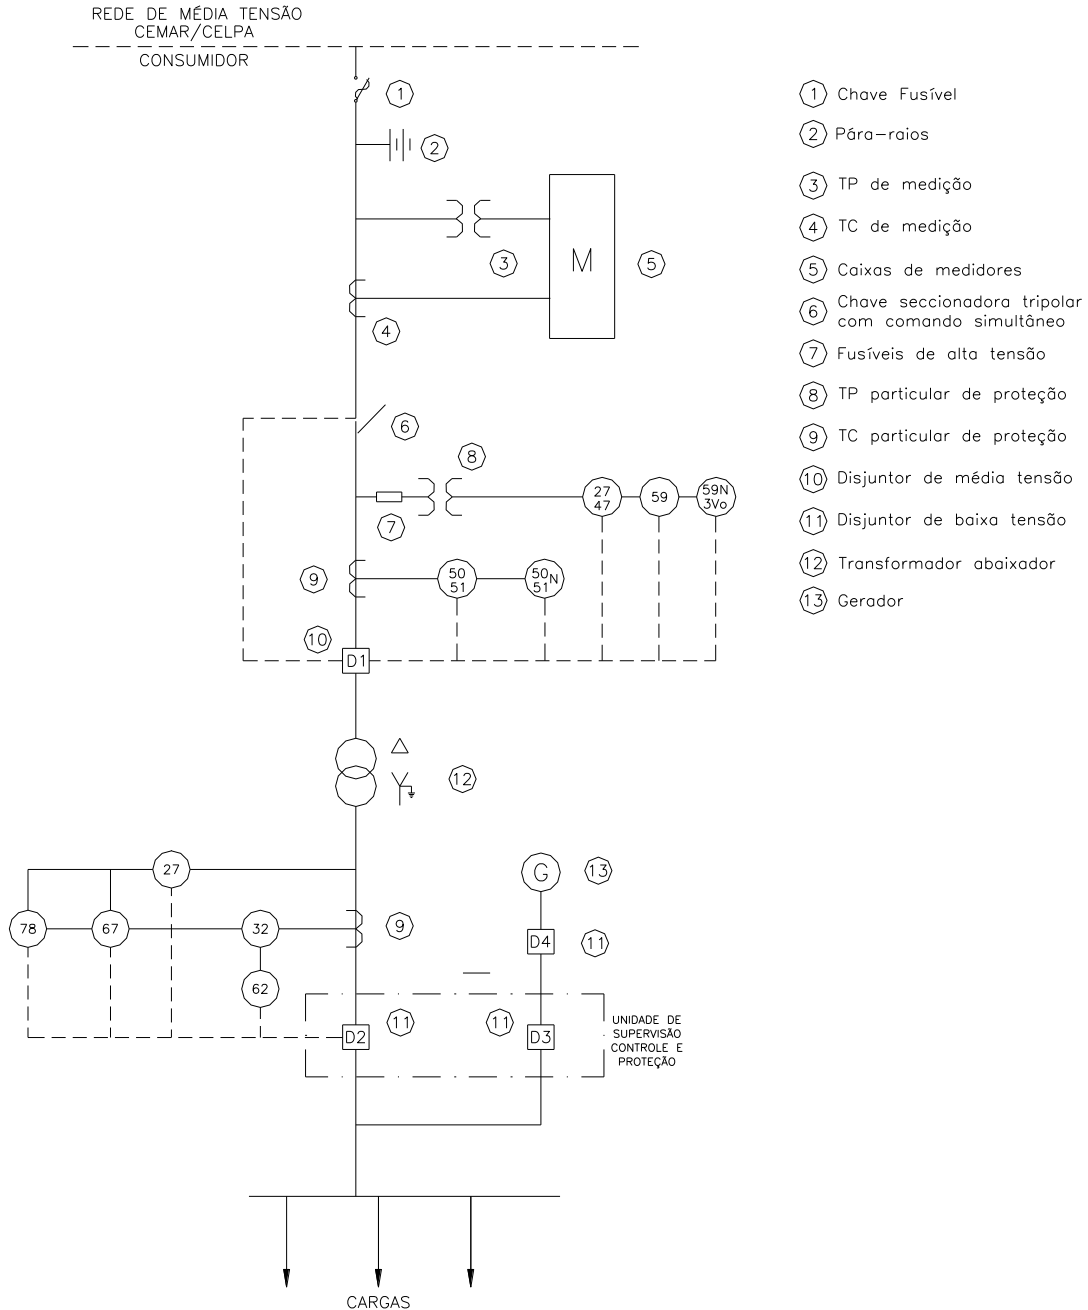 REDE DE MÉDIA TENSÃO
CEMAR/CELPA
CONSUMIDOR
1
2
3
M
5
4
6
8
7
27
47
59
59N
3Vo
9
50
51
50N
51N
10
D1
12
27
G
13
78
67
32
9
D4
11
62
11
11
D2
D3
UNIDADE DE
SUPERVISÃO
CONTROLE E
PROTEÇÃO
CARGAS
1 Chave Fusível
2 Pára-raios
3 TP de medição
4 TC de medição
5 Caixas de medidores
6 Chave seccionadora tripolar
com comando simultâneo
7 Fusíveis de alta tensão
8 TP particular de proteção
9 TC particular de proteção
10 Disjuntor de média tensão
11 Disjuntor de baixa tensão
12 Transformador abaixador
13 Gerador